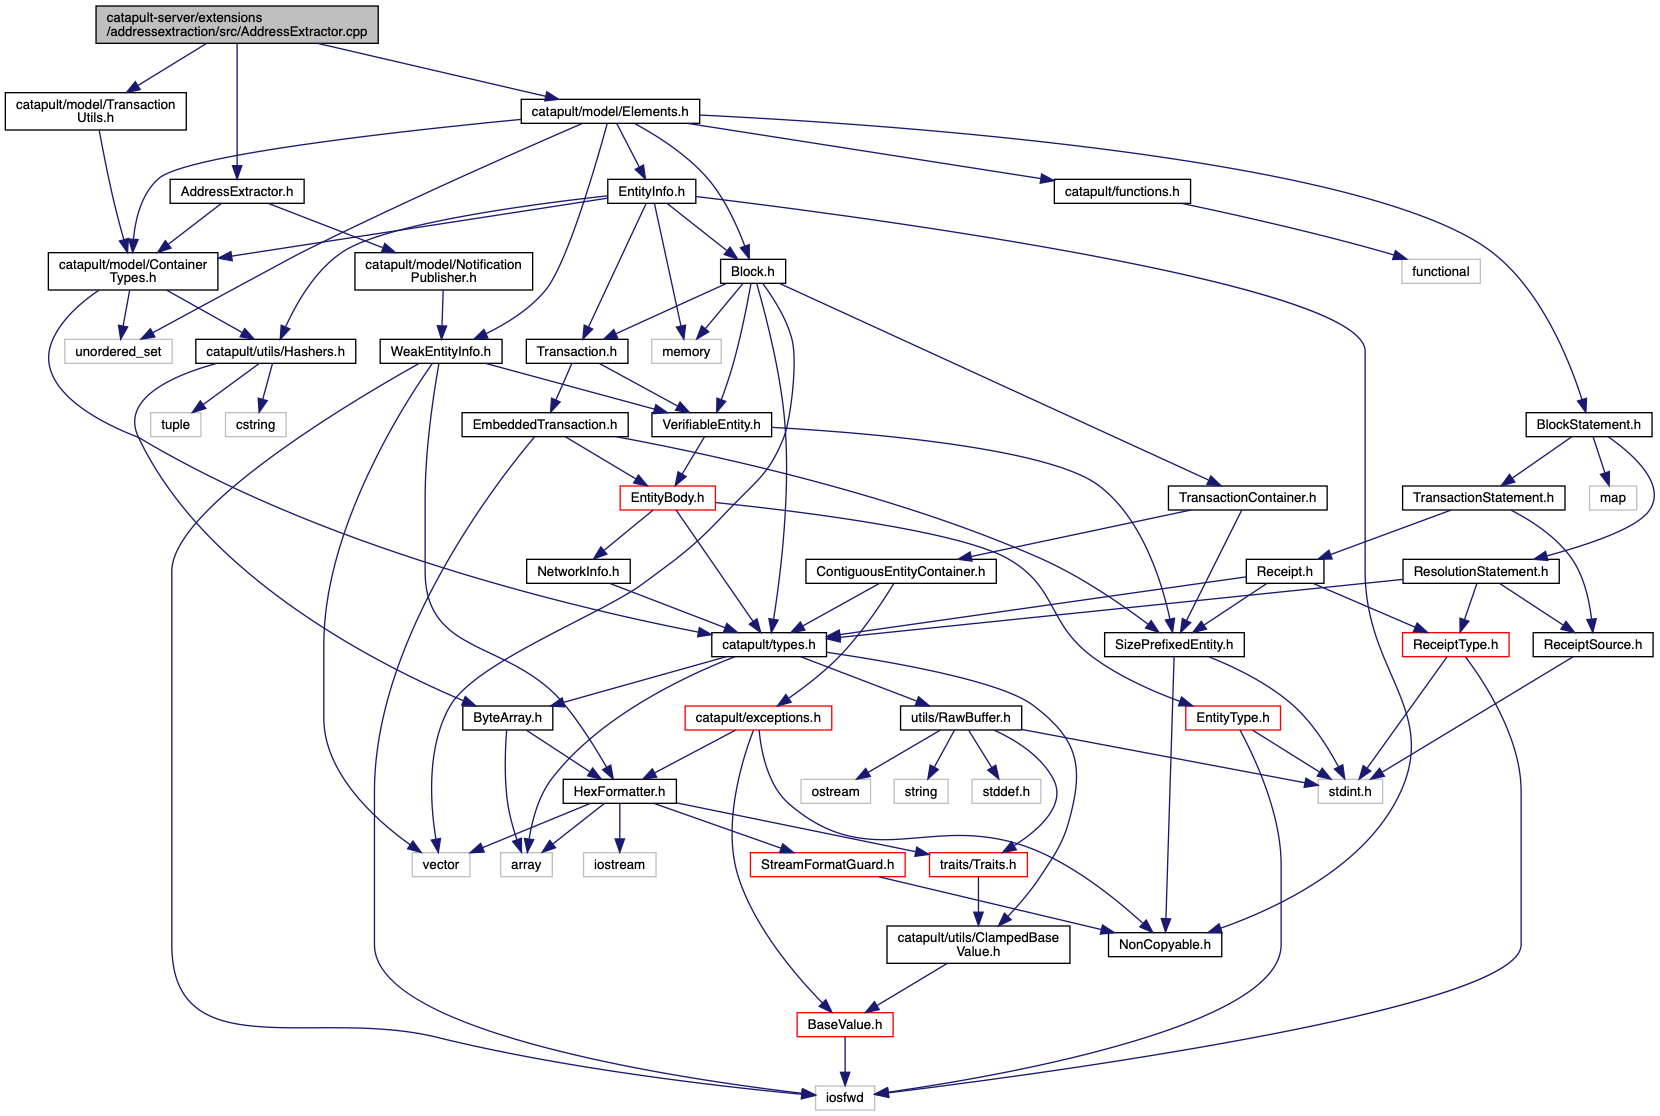 catapult-server/extensions
/addressextraction/src/AddressExtractor.cpp
catapult/model/Transaction
Utils.h
catapult/model/Elements.h
AddressExtractor.h
EntityInfo.h
catapult/functions.h
catapult/model/Container
Types.h
catapult/model/Notification
Publisher.h
Block.h
functional
unordered_set
catapult/utils/Hashers.h
WeakEntityInfo.h
Transaction.h
memory
tuple
cstring
EmbeddedTransaction.h
VerifiableEntity.h
BlockStatement.h
EntityBody.h
TransactionContainer.h
TransactionStatement.h
map
NetworkInfo.h
ContiguousEntityContainer.h
Receipt.h
ResolutionStatement.h
catapult/types.h
SizePrefixedEntity.h
ReceiptType.h
ReceiptSource.h
ByteArray.h
catapult/exceptions.h
utils/RawBuffer.h
EntityType.h
HexFormatter.h
ostream
string
stddef.h
stdint.h
vector
array
iostream
StreamFormatGuard.h
traits/Traits.h
catapult/utils/ClampedBase
Value.h
NonCopyable.h
BaseValue.h
iosfwd